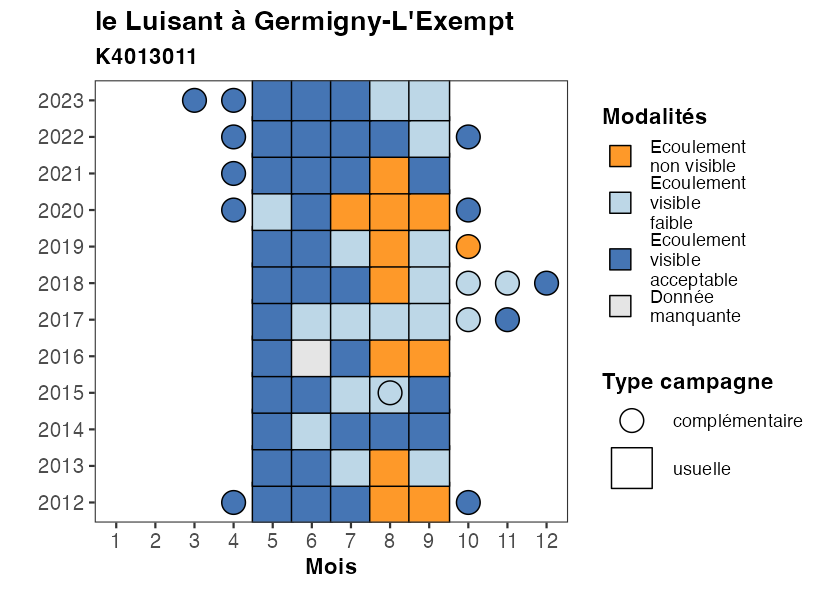 le Luisant à Germigny-L'Exempt
K4013011
2023
2022
2021
2020
2019
2018
2017
2016
2015
2014
2013
2012
1 2 3 4 5 6 7 8 9 10 11 12
Mois
Modalités
Ecoulement
non visible
Ecoulement
visible
faible
Ecoulement
visible
acceptable
Donnée
manquante
Type campagne
complémentaire
usuelle